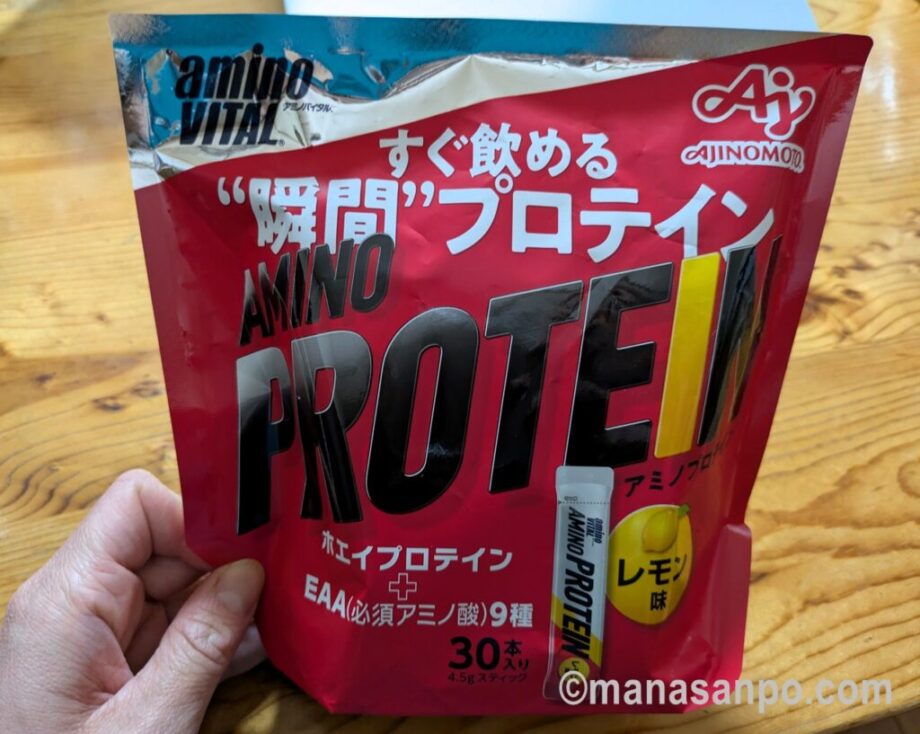 amino
VITAL®
アミノバイタル®
Ajy
AJINOMOTO®
すぐ飲める
“瞬間”プロテイン
AMINO
PROTEIN
アミノプロテイン
ホエイプロテイン
+
EAA(必須アミノ酸)9種
30本入り
4.5gスティック
amino
VITAL
AMINO
PROTEIN
レモン
味
©manasanpo.com